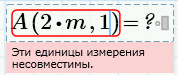 A(2·m,1)=?
Эти единицы измерения
несовместимы.